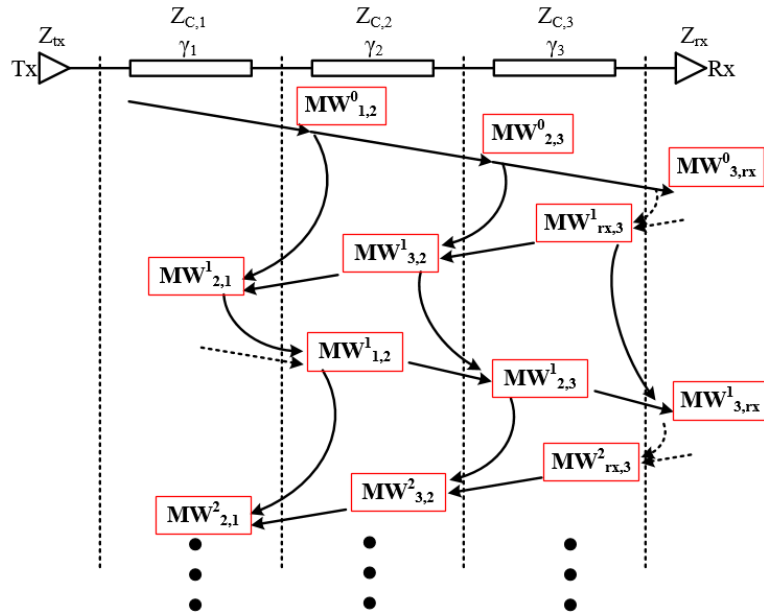 Z_C,1 Z_C,2 Z_C,3
Z_tx γ_1 γ_2 γ_3 Z_rx
Tx Rx
MW^0_1,2
MW^0_2,3
MW^0_3,rx
MW^1_rx,3
MW^1_3,2
MW^1_2,1
MW^1_1,2
MW^1_2,3
MW^1_3,rx
MW^2_rx,3
MW^2_3,2
MW^2_2,1